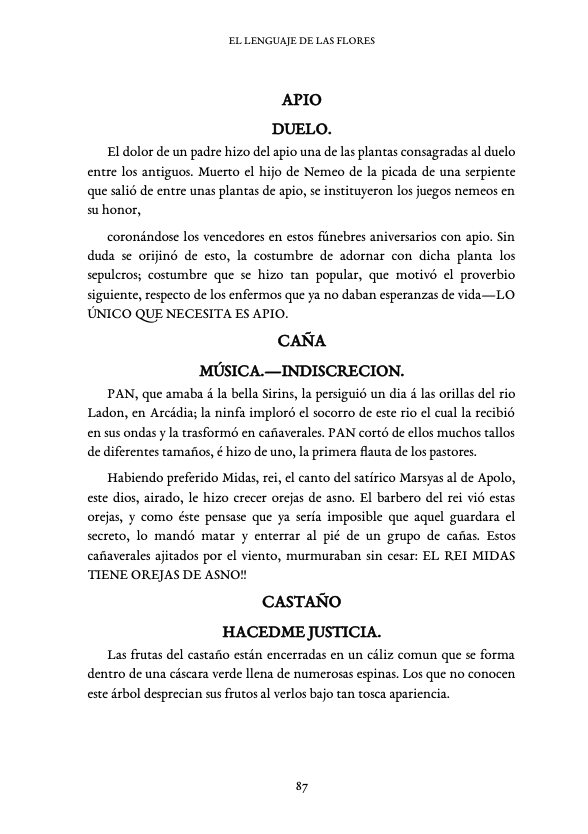 EL LENGUAJE DE LAS FLORES
APIO
DUELO.
El dolor de un padre hizo del apio una de las plantas consagradas al duelo
entre los antiguos. Muerto el hijo de Nemeo de la picada de una serpiente
que salió de entre unas plantas de apio, se instituyeron los juegos nemeos en
su honor,
coronándose los vencedores en estos fúnebres aniversarios con apio. Sin
duda se orijinó de esto, la costumbre de adornar con dicha planta los
sepulcros; costumbre que se hizo tan popular, que motivó el proverbio
siguiente, respecto de los enfermos que ya no daban esperanzas de vida—LO
ÚNICO QUE NECESITA ES APIO.
CAÑA
MÚSICA.—INDISCRECION.
PAN, que amaba á la bella Sirins, la persiguió un dia á las orillas del rio
Ladon, en Arcádia; la ninfa imploró el socorro de este rio el cual la recibió
en sus ondas y la trasformó en cañaverales. PAN cortó de ellos muchos tallos
de diferentes tamaños, é hizo de uno, la primera flauta de los pastores.
Habiendo preferido Midas, rei, el canto del satírico Marsyas al de Apolo,
este dios, airado, le hizo crecer orejas de asno. El barbero del rei vió estas
orejas, y como éste pensase que ya sería imposible que aquel guardara el
secreto, lo mandó matar y enterrar al pié de un grupo de cañas. Estos
cañaverales ajitados por el viento, murmuraban sin cesar: EL REI MIDAS
TIENE OREJAS DE ASNO!!
CASTAÑO
HACEDME JUSTICIA.
Las frutas del castaño están encerradas en un cáliz comun que se forma
dentro de una cáscara verde llena de numerosas espinas. Los que no conocen
este árbol desprecian sus frutos al verlos bajo tan tosca apariencia.
87